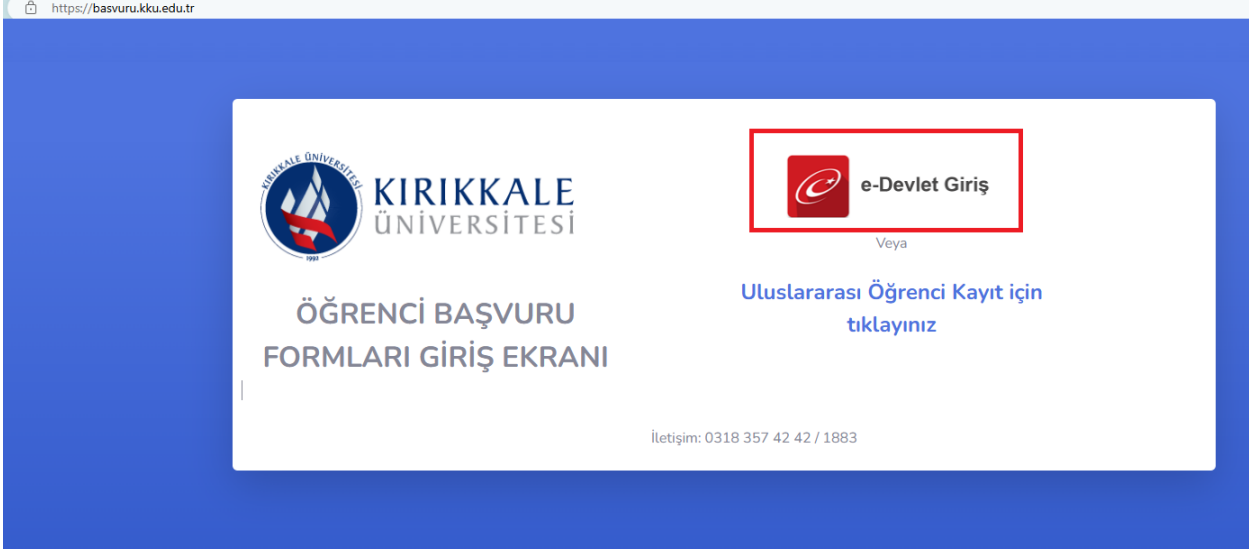 https://basvuru.kku.edu.tr
KIRIKKALE ÜNİVERSİTESİ
1992
KIRIKKALE
ÜNİVERSİTESİ
ÖĞRENCİ BAŞVURU
FORMLARI GİRİŞ EKRANI
e-Devlet Giriş
Veya
Uluslararası Öğrenci Kayıt için
tıklayınız
İletişim: 0318 357 42 42 / 1883